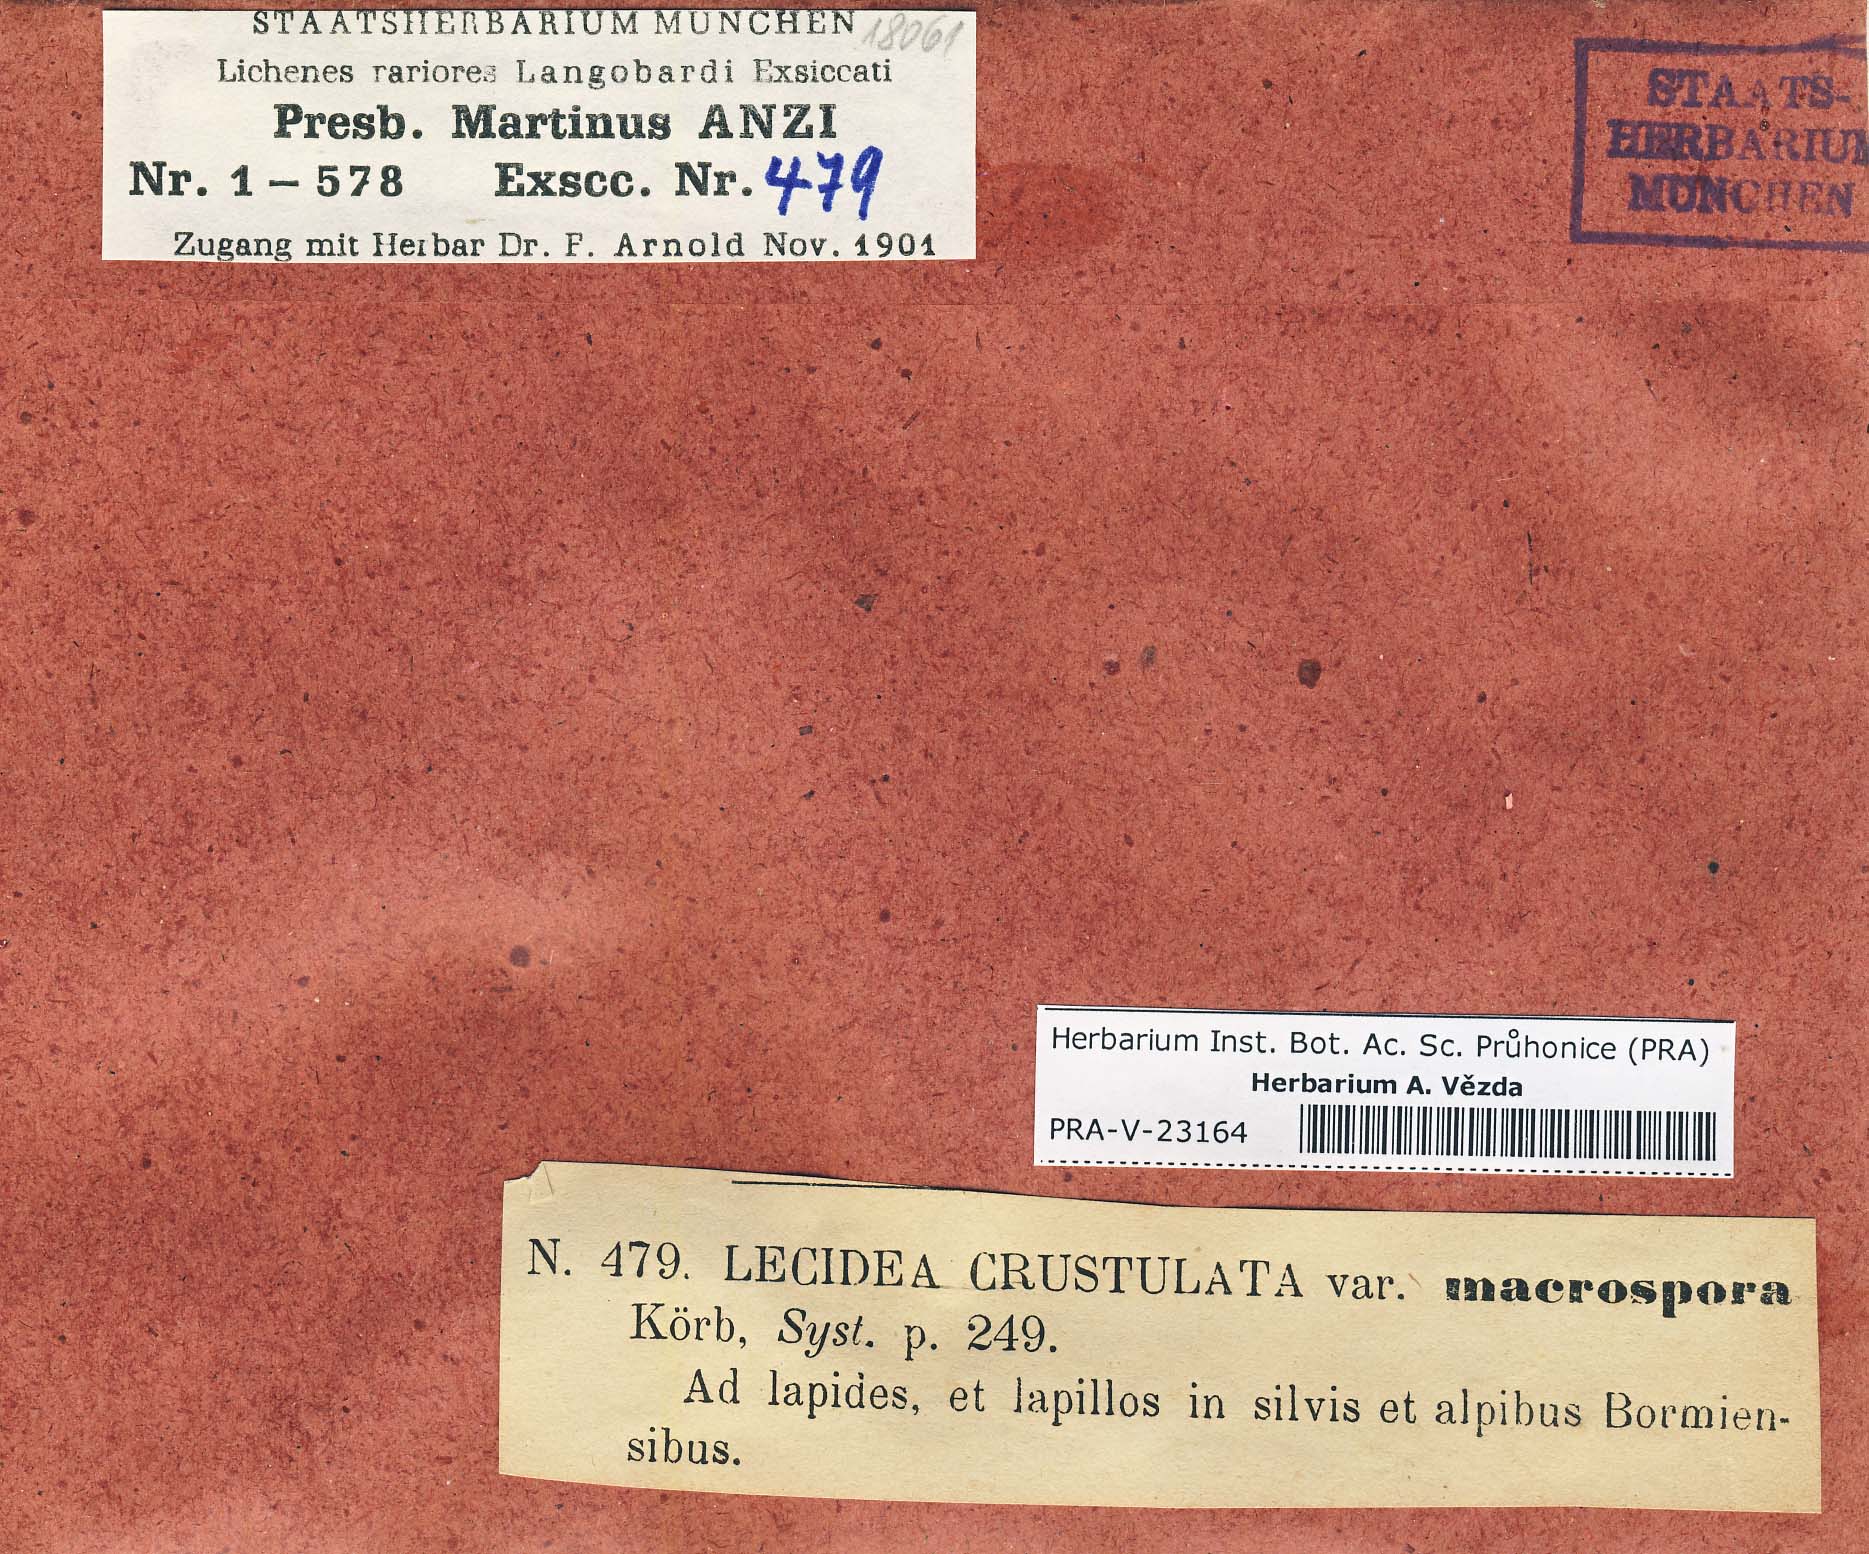 STAATSHERBARIUM MÜNCHEN 18061
Lichenes rariores Langobardi Exsiccati
Presb. Martinus ANZI
Nr. 1 – 578 Exscc. Nr. 479
Zugang mit Herbar Dr. F. Arnold Nov. 1901
STAATS-
HERBARIUM
MÜNCHEN
Herbarium Inst. Bot. Ac. Sc. Průhonice (PRA)
Herbarium A. Vězda
PRA-V-23164
N. 479. LECIDEA CRUSTULATA var. macrospora
Körb, Syst. p. 249.
Ad lapides, et lapillos in silvis et alpibus Bormien-
sibus.